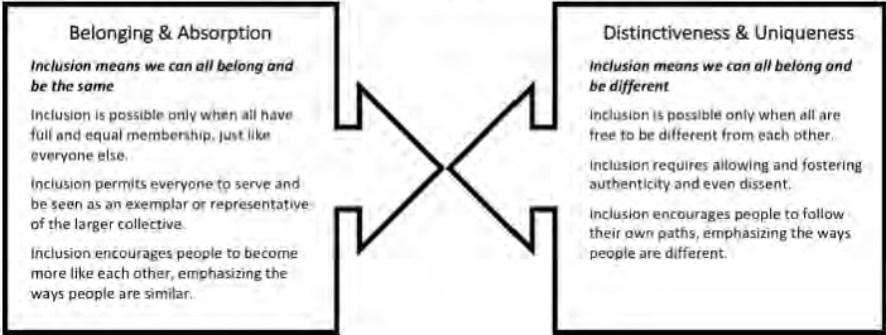 Belonging & Absorption
Inclusion means we can all belong and
be the same
Inclusion is possible only when all have
full and equal membership, just like
everyone else.
Inclusion permits everyone to serve and
be seen as an exemplar or representative
of the larger collective.
Inclusion encourages people to become
more like each other, emphasizing the
ways people are similar.
Distinctiveness & Uniqueness
Inclusion means we can all belong and
be different
Inclusion is possible only when all are
free to be different from each other.
Inclusion requires allowing and fostering
authenticity and even dissent.
Inclusion encourages people to follow
their own paths, emphasizing the ways
people are different.